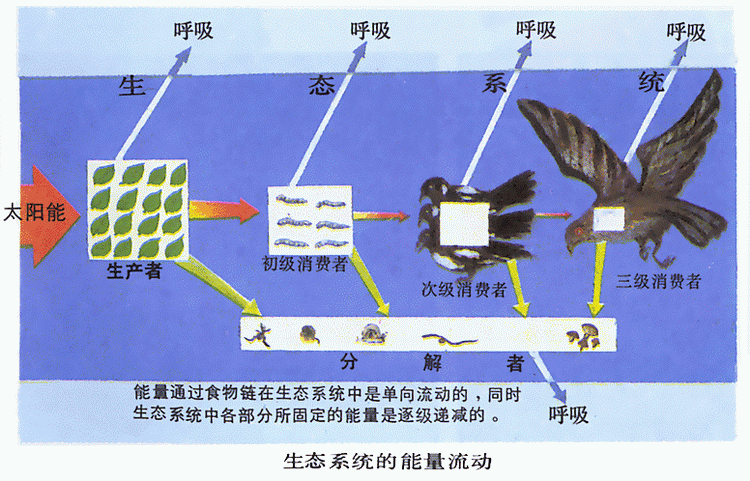 呼吸 呼吸 呼吸 呼吸
生 态 系 统
太阳能
生产者
初级消费者
次级消费者
三级消费者
分 解 者
能量通过食物链在生态系统中是单向流动的，同时
生态系统中各部分所固定的能量是逐级递减的。
呼吸
生态系统的能量流动